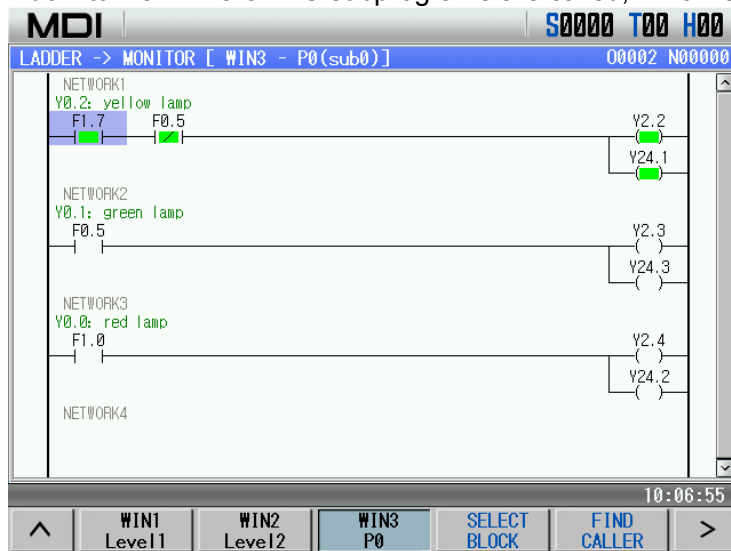 MDI S0000 T00 H00
LADDER -> MONITOR [ WIN3 - P0(sub0)] O0002 N00000
NETWORK1
Y0.2: yellow lamp
F1.7 F0.5 Y2.2
Y24.1
NETWORK2
Y0.1: green lamp
F0.5 Y2.3
Y24.3
NETWORK3
Y0.0: red lamp
F1.0 Y2.4
Y24.2
NETWORK4
10:06:55
^ WIN1 Level1 WIN2 Level2 WIN3 P0 SELECT BLOCK FIND CALLER >